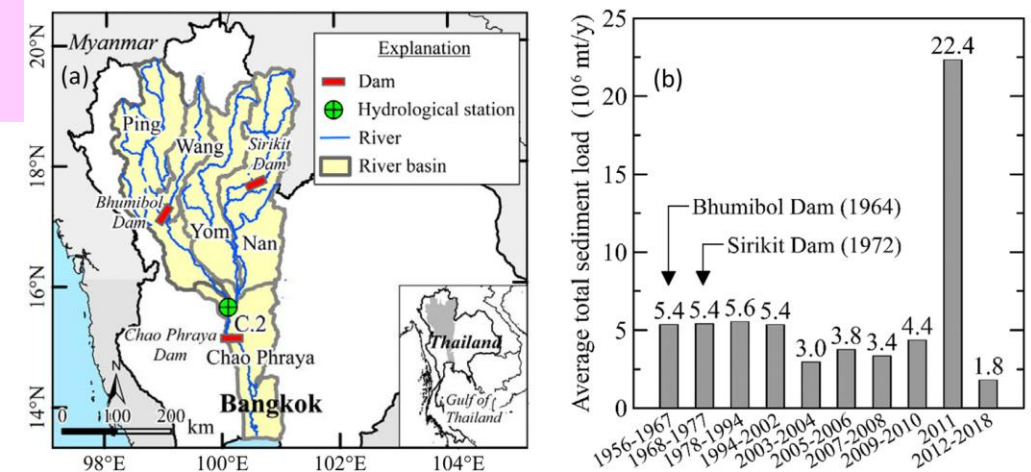 20°N
18°N
16°N
14°N
98°E
100°E
102°E
104°E
Myanmar
(a)
Explanation
Dam
Hydrological station
River
River basin
Ping
Wang
Sirikit
Dam
Bhumibol
Dam
Yom
Nan
C.2
Chao Phraya
Dam
Chao Phraya
Bangkok
N
0 100 200
km
Thailand
Gulf of
Thailand
Average total sediment load (10⁶ mt/y)
25
20
15
10
5
0
(b)
22.4
Bhumibol Dam (1964)
Sirikit Dam (1972)
5.4 5.4 5.6 5.4 3.0 3.8 3.4 4.4 1.8
1956-1967
1968-1977
1978-1994
1994-2002
2003-2004
2005-2006
2007-2008
2009-2010
2011
2012-2018